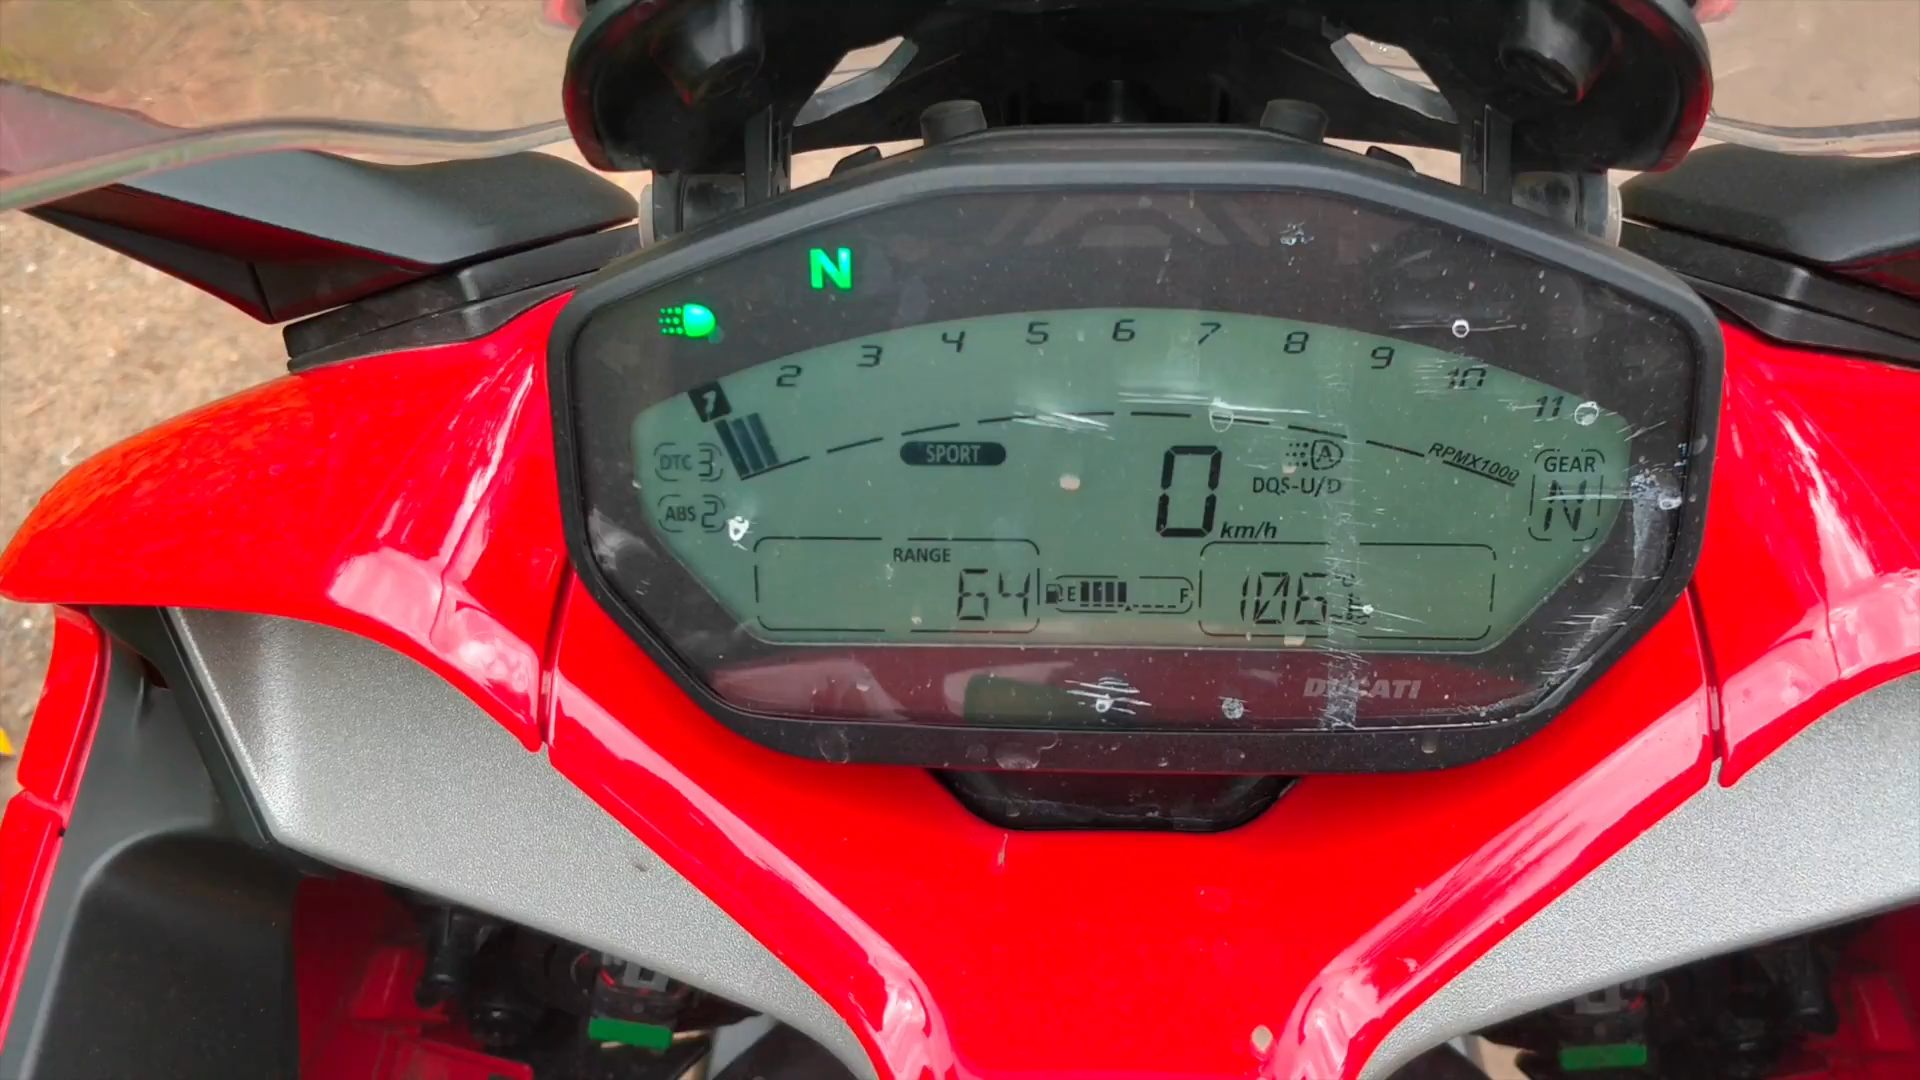 N
1 2 3 4 5 6 7 8 9 10 11
RPMX1000
DTC 3
SPORT
0 km/h
A
DQS-U/D
GEAR
N
ABS 2
RANGE
64
E F
106 °C
DUCATI